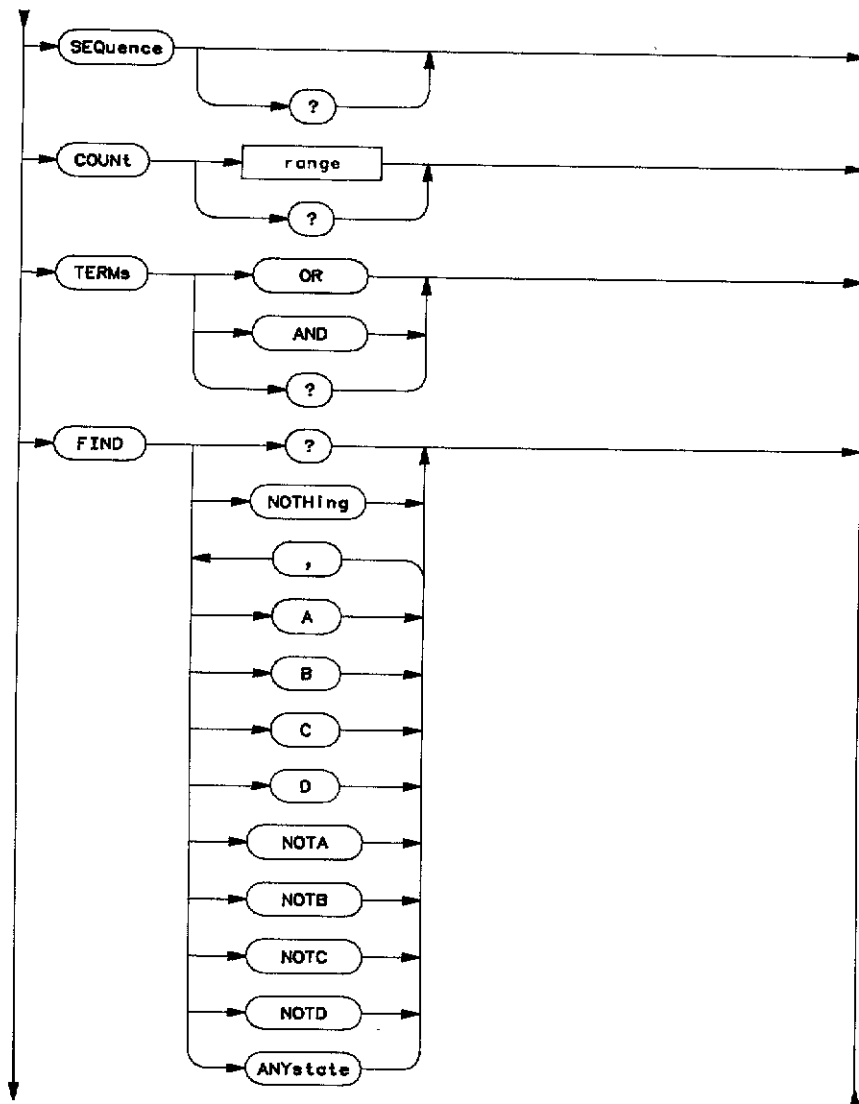 SEQuence
?
COUNt
range
?
TERMs
OR
AND
?
FIND
?
NOTHing
,
A
B
C
D
NOTA
NOTB
NOTC
NOTD
ANYstate